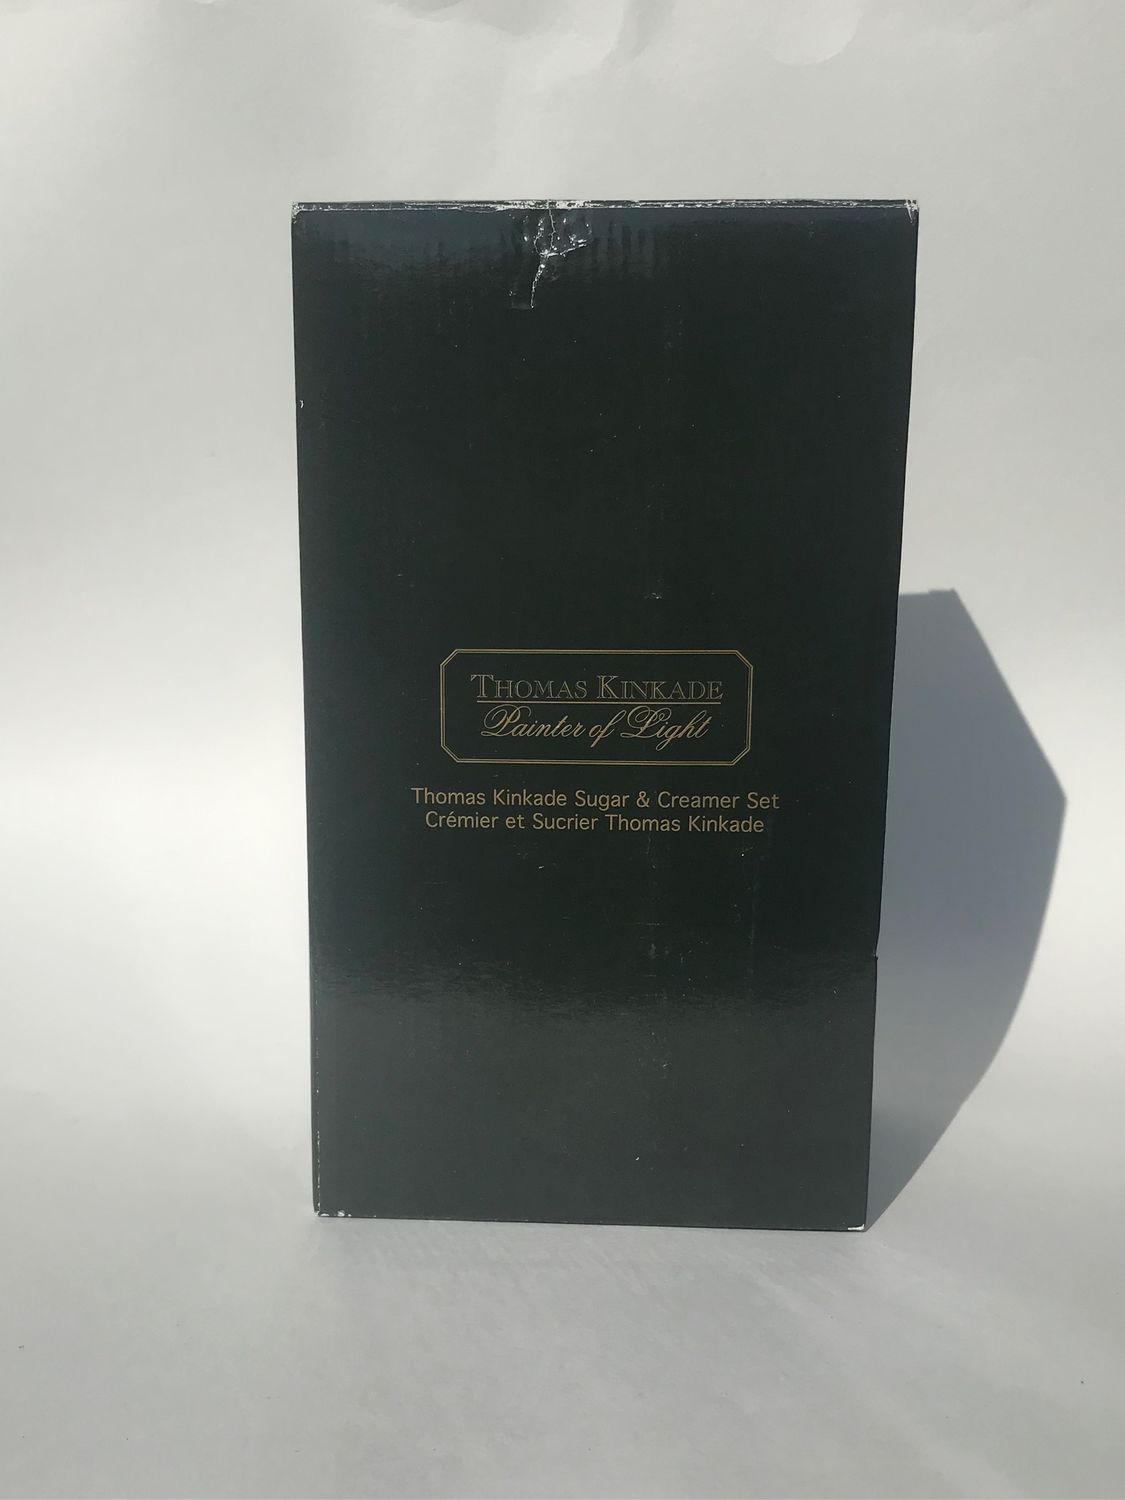 THOMAS KINKADE
Painter of Light
Thomas Kinkade Sugar & Creamer Set
Crémier et Sucrier Thomas Kinkade